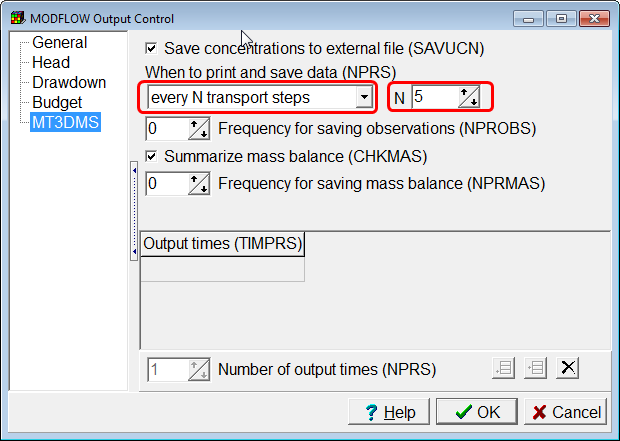 MODFLOW Output Control
General
Head
Drawdown
Budget
MT3DMS
Save concentrations to external file (SAVUCN)
When to print and save data (NPRS)
every N transport steps
N 5
0 Frequency for saving observations (NPROBS)
Summarize mass balance (CHKMAS)
0 Frequency for saving mass balance (NPRMAS)
Output times (TIMPRS)
1 Number of output times (NPRS)
? Help
OK
Cancel